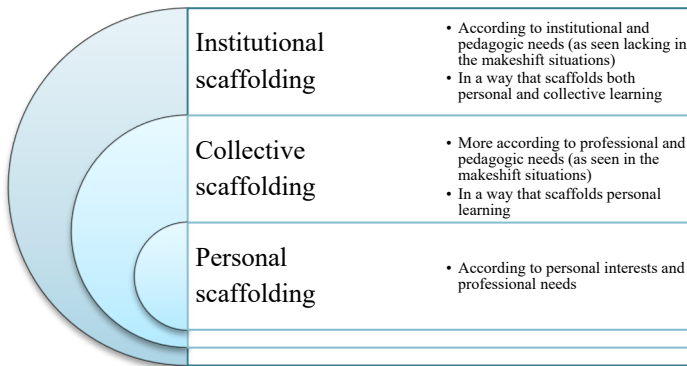 Institutional
scaffolding
• According to institutional and
pedagogic needs (as seen lacking in
the makeshift situations)
• In a way that scaffolds both
personal and collective learning
Collective
scaffolding
• More according to professional and
pedagogic needs (as seen in the
makeshift situations)
• In a way that scaffolds personal
learning
Personal
scaffolding
• According to personal interests and
professional needs